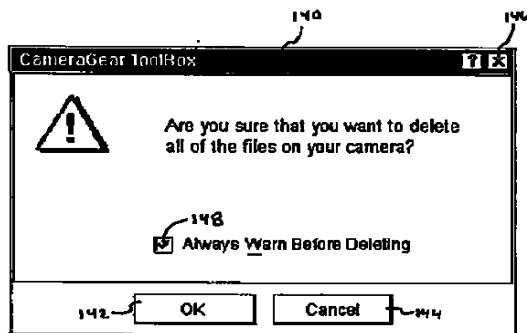 140
146
CameraGear ToolBox ? X
!
Are you sure that you want to delete
all of the files on your camera?
148
Always Warn Before Deleting
142 OK Cancel 144